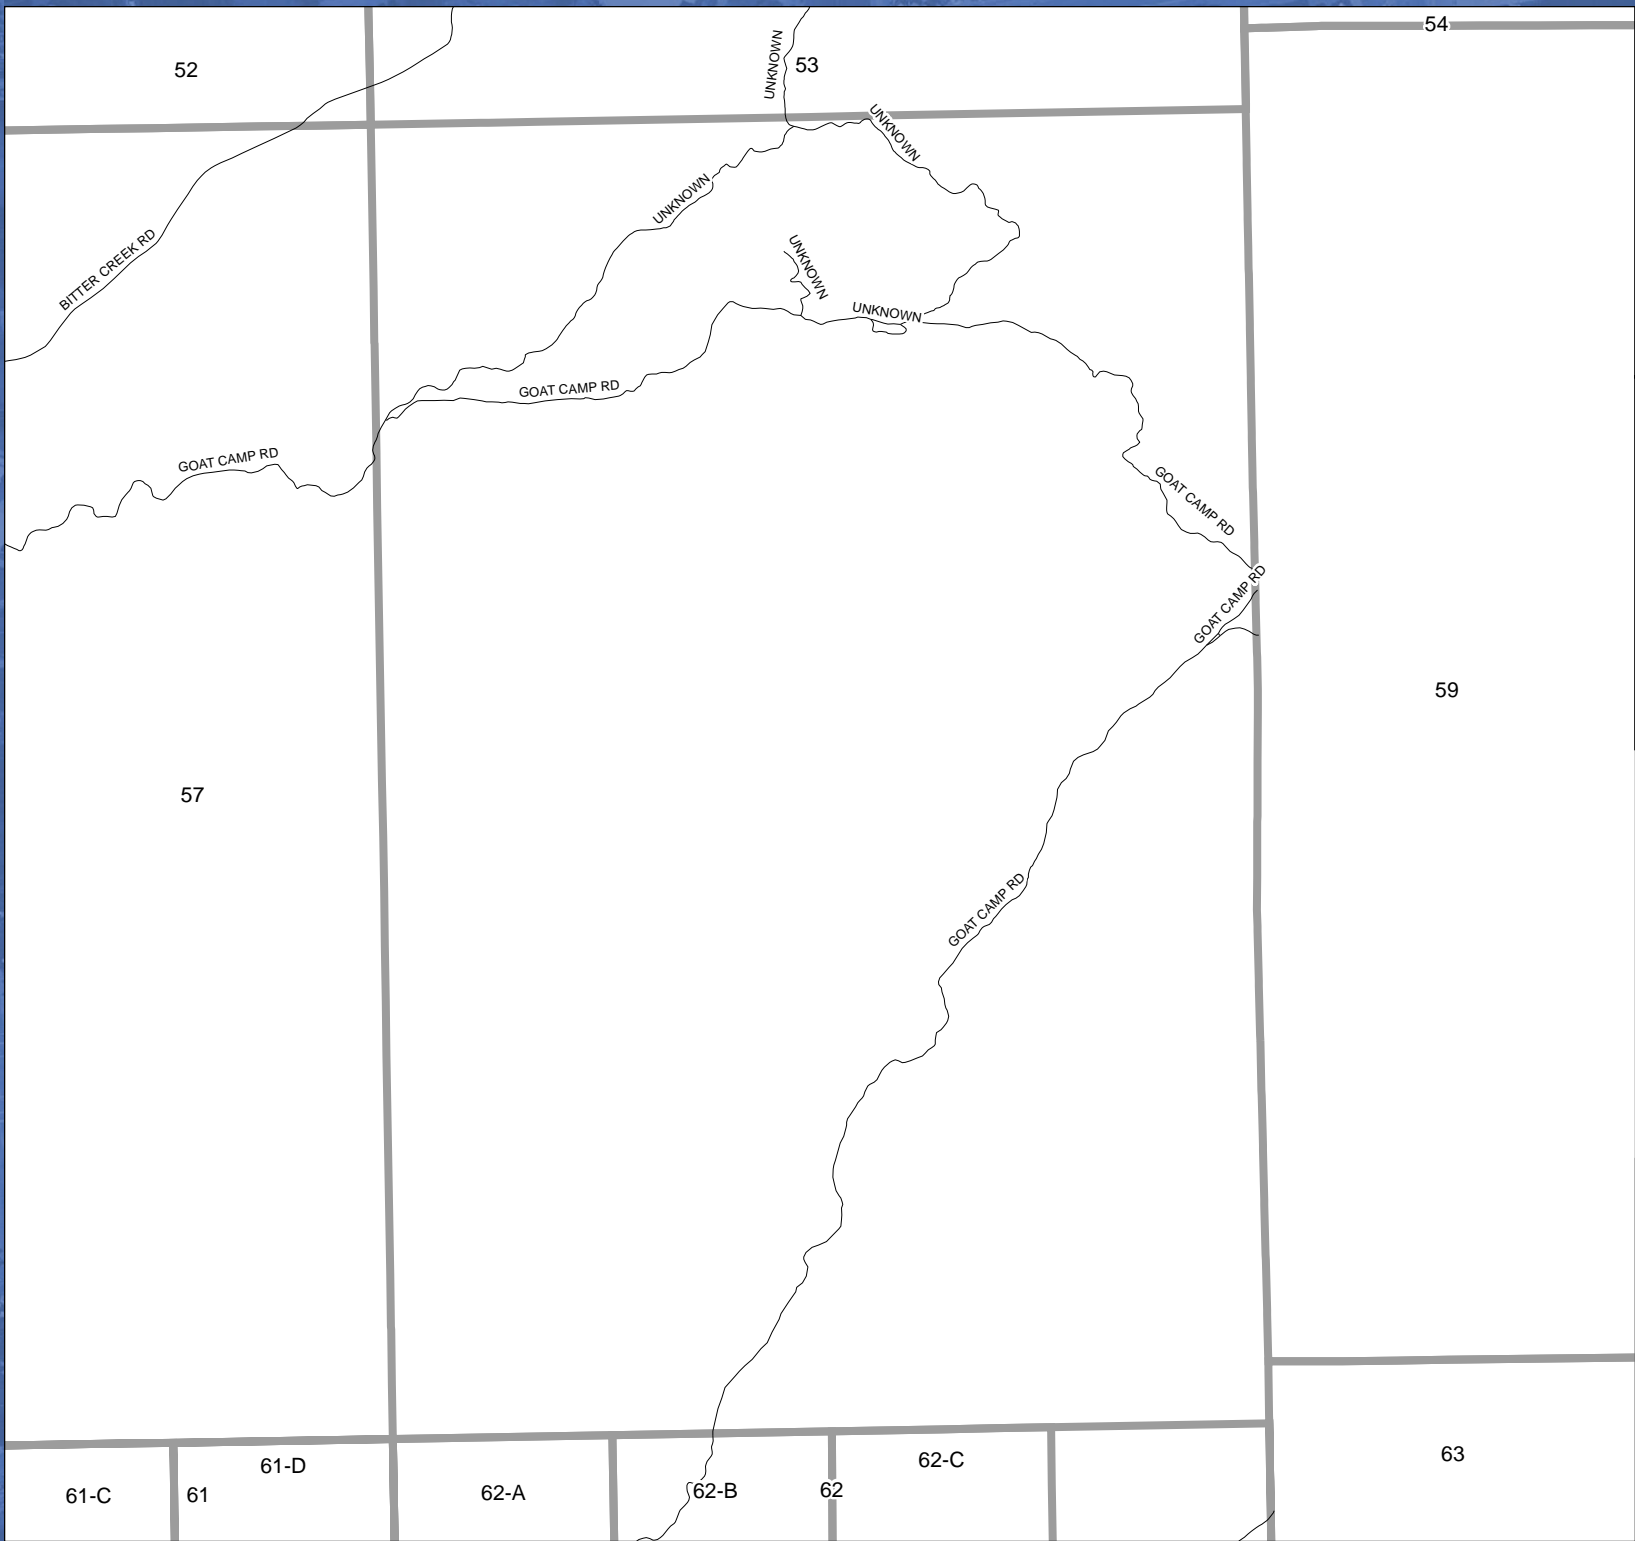 54
52
53
UNKNOWN
UNKNOWN
UNKNOWN
BITTER CREEK RD
UNKNOWN
UNKNOWN
GOAT CAMP RD
GOAT CAMP RD
GOAT CAMP RD
GOAT CAMP RD
59
57
GOAT CAMP RD
62-C
63
61-D
61-C
61
62-A
62-B
62